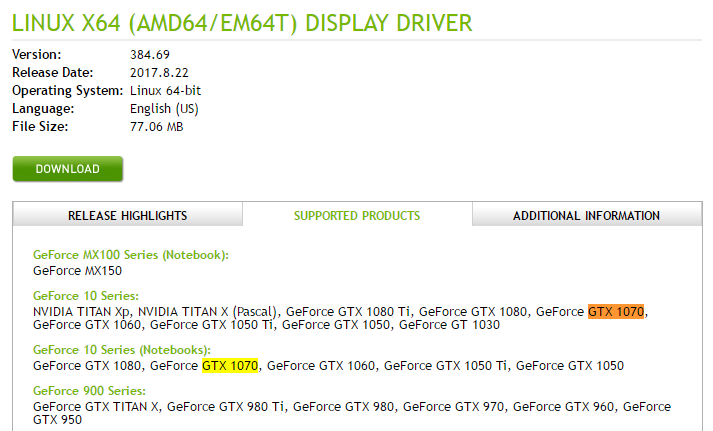 LINUX X64 (AMD64/EM64T) DISPLAY DRIVER
Version: 384.69
Release Date: 2017.8.22
Operating System: Linux 64-bit
Language: English (US)
File Size: 77.06 MB
DOWNLOAD
RELEASE HIGHLIGHTS SUPPORTED PRODUCTS ADDITIONAL INFORMATION
GeForce MX100 Series (Notebook):
GeForce MX150
GeForce 10 Series:
NVIDIA TITAN Xp, NVIDIA TITAN X (Pascal), GeForce GTX 1080 Ti, GeForce GTX 1080, GeForce GTX 1070,
GeForce GTX 1060, GeForce GTX 1050 Ti, GeForce GTX 1050, GeForce GT 1030
GeForce 10 Series (Notebooks):
GeForce GTX 1080, GeForce GTX 1070, GeForce GTX 1060, GeForce GTX 1050 Ti, GeForce GTX 1050
GeForce 900 Series:
GeForce GTX TITAN X, GeForce GTX 980 Ti, GeForce GTX 980, GeForce GTX 970, GeForce GTX 960, GeForce
GTX 950